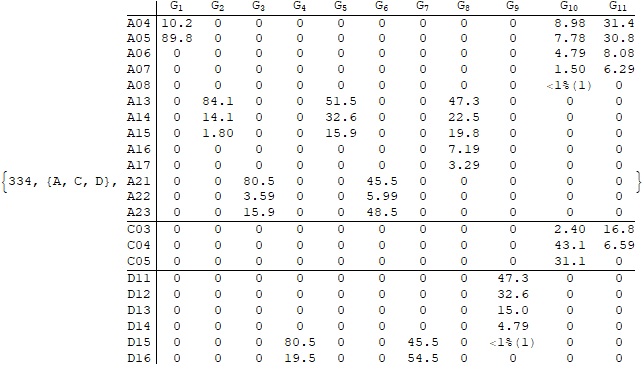 G1 G2 G3 G4 G5 G6 G7 G8 G9 G10 G11
A04 10.2 0 0 0 0 0 0 0 0 8.98 31.4
A05 89.8 0 0 0 0 0 0 0 0 7.78 30.8
A06 0 0 0 0 0 0 0 0 0 4.79 8.08
A07 0 0 0 0 0 0 0 0 0 1.50 6.29
A08 0 0 0 0 0 0 0 0 0 <1%(1) 0
A13 0 84.1 0 0 51.5 0 0 47.3 0 0 0
A14 0 14.1 0 0 32.6 0 0 22.5 0 0 0
A15 0 1.80 0 0 15.9 0 0 19.8 0 0 0
A16 0 0 0 0 0 0 0 7.19 0 0 0
A17 0 0 0 0 0 0 0 3.29 0 0 0
{334, {A, C, D}, A21 0 0 80.5 0 0 45.5 0 0 0 0 0 }
A22 0 0 3.59 0 0 5.99 0 0 0 0 0
A23 0 0 15.9 0 0 48.5 0 0 0 0 0
C03 0 0 0 0 0 0 0 0 0 2.40 16.8
C04 0 0 0 0 0 0 0 0 0 43.1 6.59
C05 0 0 0 0 0 0 0 0 0 31.1 0
D11 0 0 0 0 0 0 0 0 47.3 0 0
D12 0 0 0 0 0 0 0 0 32.6 0 0
D13 0 0 0 0 0 0 0 0 15.0 0 0
D14 0 0 0 0 0 0 0 0 4.79 0 0
D15 0 0 0 80.5 0 0 45.5 0 <1%(1) 0 0
D16 0 0 0 19.5 0 0 54.5 0 0 0 0